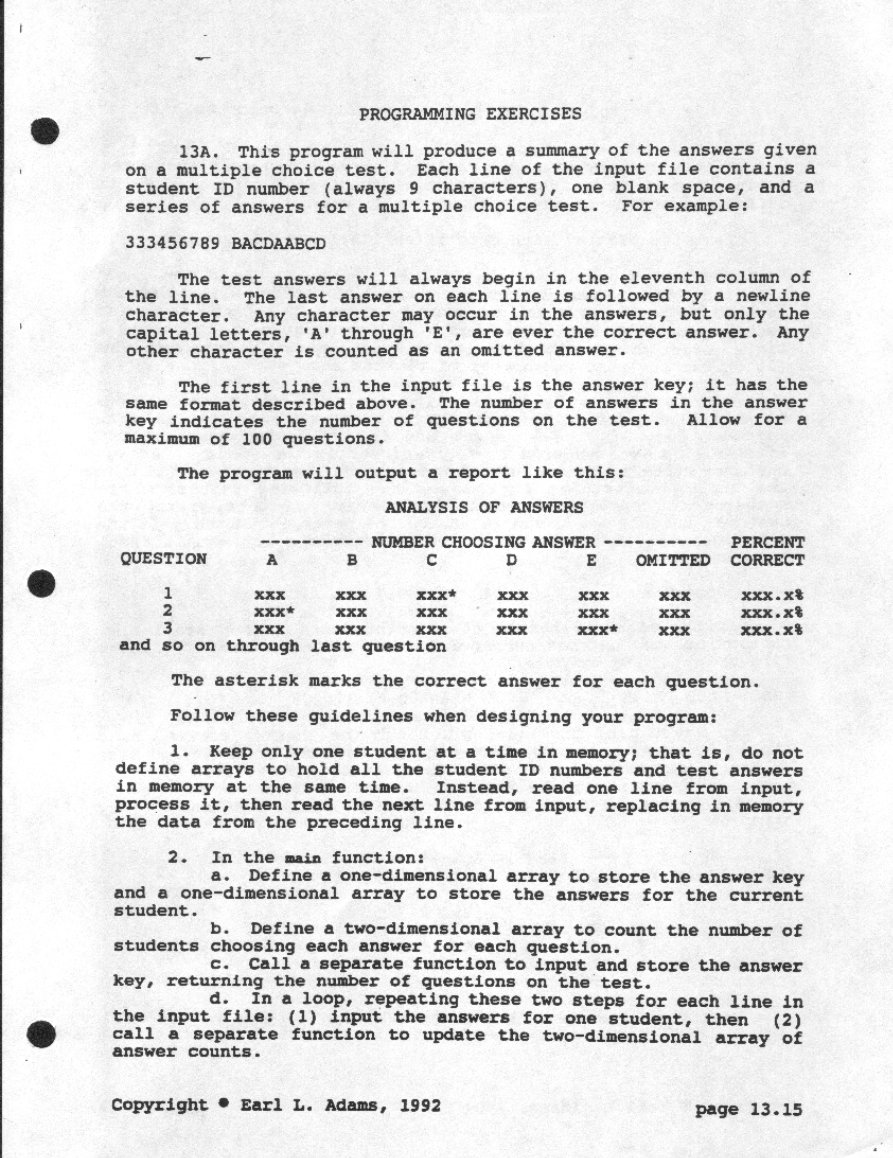 PROGRAMMING EXERCISES
13A. This program will produce a summary of the answers given
on a multiple choice test. Each line of the input file contains a
student ID number (always 9 characters), one blank space, and a
series of answers for a multiple choice test. For example:
333456789 BACDAABCD
The test answers will always begin in the eleventh column of
the line. The last answer on each line is followed by a newline
character. Any character may occur in the answers, but only the
capital letters, 'A' through 'E', are ever the correct answer. Any
other character is counted as an omitted answer.
The first line in the input file is the answer key; it has the
same format described above. The number of answers in the answer
key indicates the number of questions on the test. Allow for a
maximum of 100 questions.
The program will output a report like this:
ANALYSIS OF ANSWERS
---------- NUMBER CHOOSING ANSWER ---------- PERCENT
QUESTION A B C D E OMITTED CORRECT
1 xxx xxx xxx* xxx xxx xxx xxx.x%
2 xxx* xxx xxx xxx xxx xxx xxx.x%
3 xxx xxx xxx xxx xxx* xxx xxx.x%
and so on through last question
The asterisk marks the correct answer for each question.
Follow these guidelines when designing your program:
1. Keep only one student at a time in memory; that is, do not
define arrays to hold all the student ID numbers and test answers
in memory at the same time. Instead, read one line from input,
process it, then read the next line from input, replacing in memory
the data from the preceding line.
2. In the main function:
a. Define a one-dimensional array to store the answer key
and a one-dimensional array to store the answers for the current
student.
b. Define a two-dimensional array to count the number of
students choosing each answer for each question.
c. Call a separate function to input and store the answer
key, returning the number of questions on the test.
d. In a loop, repeating these two steps for each line in
the input file: (1) input the answers for one student, then (2)
call a separate function to update the two-dimensional array of
answer counts.
Copyright • Earl L. Adams, 1992 page 13.15